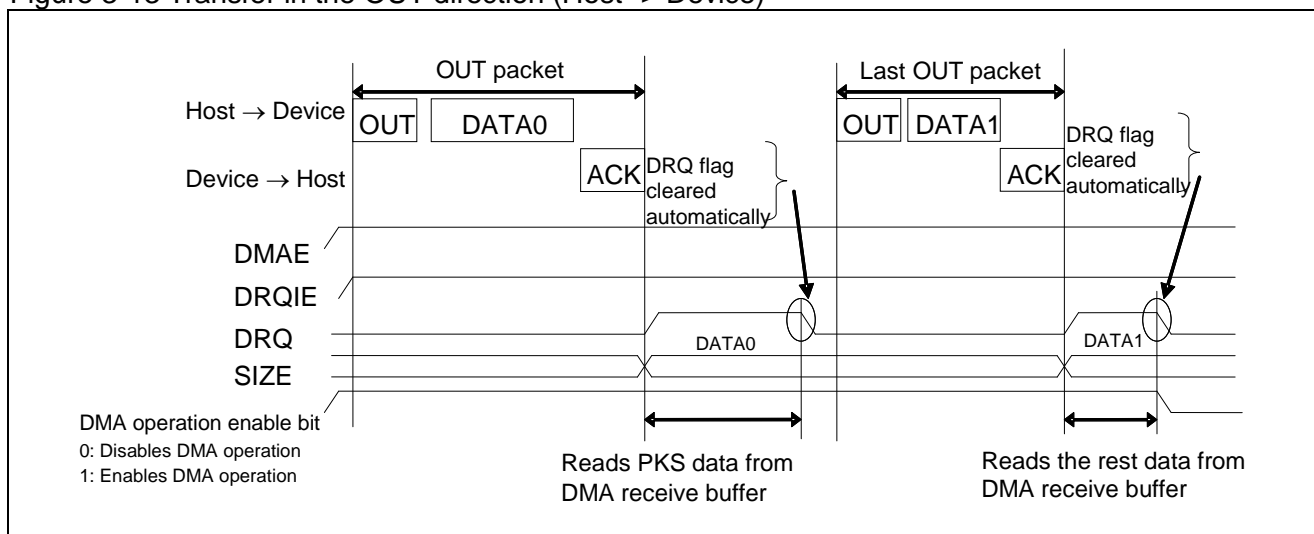 Figure 3-18 Transfer in the OUT direction (Host -> Device)
OUT packet
Last OUT packet
Host → Device
OUT
DATA0
OUT
DATA1
Device → Host
ACK
DRQ flag
cleared
automatically
ACK
DRQ flag
cleared
automatically
DMAE
DRQIE
DRQ
DATA0
DATA1
SIZE
DMA operation enable bit
0: Disables DMA operation
1: Enables DMA operation
Reads PKS data from
DMA receive buffer
Reads the rest data from
DMA receive buffer